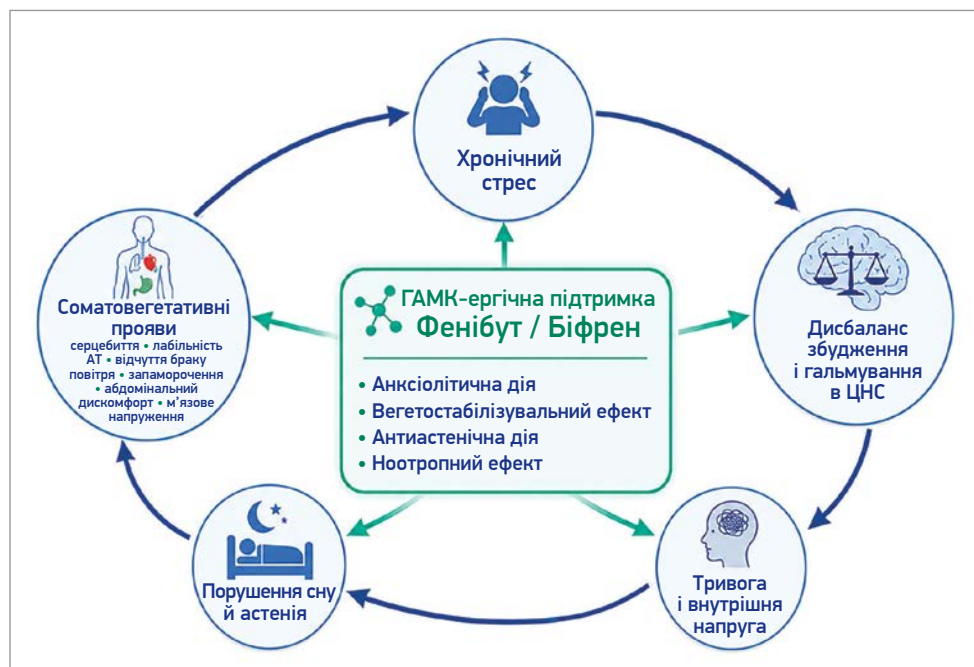 Хронічний
стрес
Соматовегетативні
прояви
серцебиття • лабільність
АТ • відчуття браку
повітря • запаморочення
• абдомінальний
дискомфорт • м’язове
напруження
ГАМК-ергічна підтримка
Фенібут / Біфрен
• Анксіолітична дія
• Вегетостабілізувальний ефект
• Антиастенічна дія
• Ноотропний ефект
Дисбаланс
збудження
і гальмування
в ЦНС
Порушення сну
й астенія
Тривога
і внутрішня
напруга